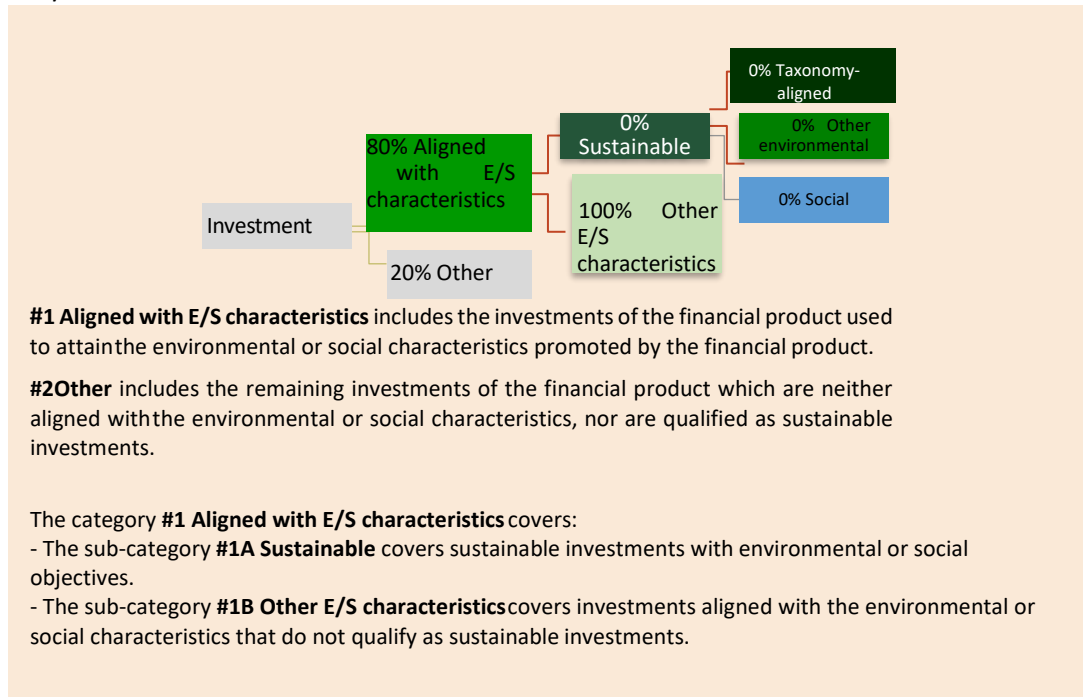 0% Taxonomy-
aligned
0%
Sustainable
0% Other
environmental
80% Aligned
with E/S
characteristics
0% Social
100% Other
E/S
characteristics
Investment
20% Other
#1 Aligned with E/S characteristics includes the investments of the financial product used
to attainthe environmental or social characteristics promoted by the financial product.
#2Other includes the remaining investments of the financial product which are neither
aligned withthe environmental or social characteristics, nor are qualified as sustainable
investments.
The category #1 Aligned with E/S characteristics covers:
- The sub-category #1A Sustainable covers sustainable investments with environmental or social
objectives.
- The sub-category #1B Other E/S characteristicscovers investments aligned with the environmental or
social characteristics that do not qualify as sustainable investments.